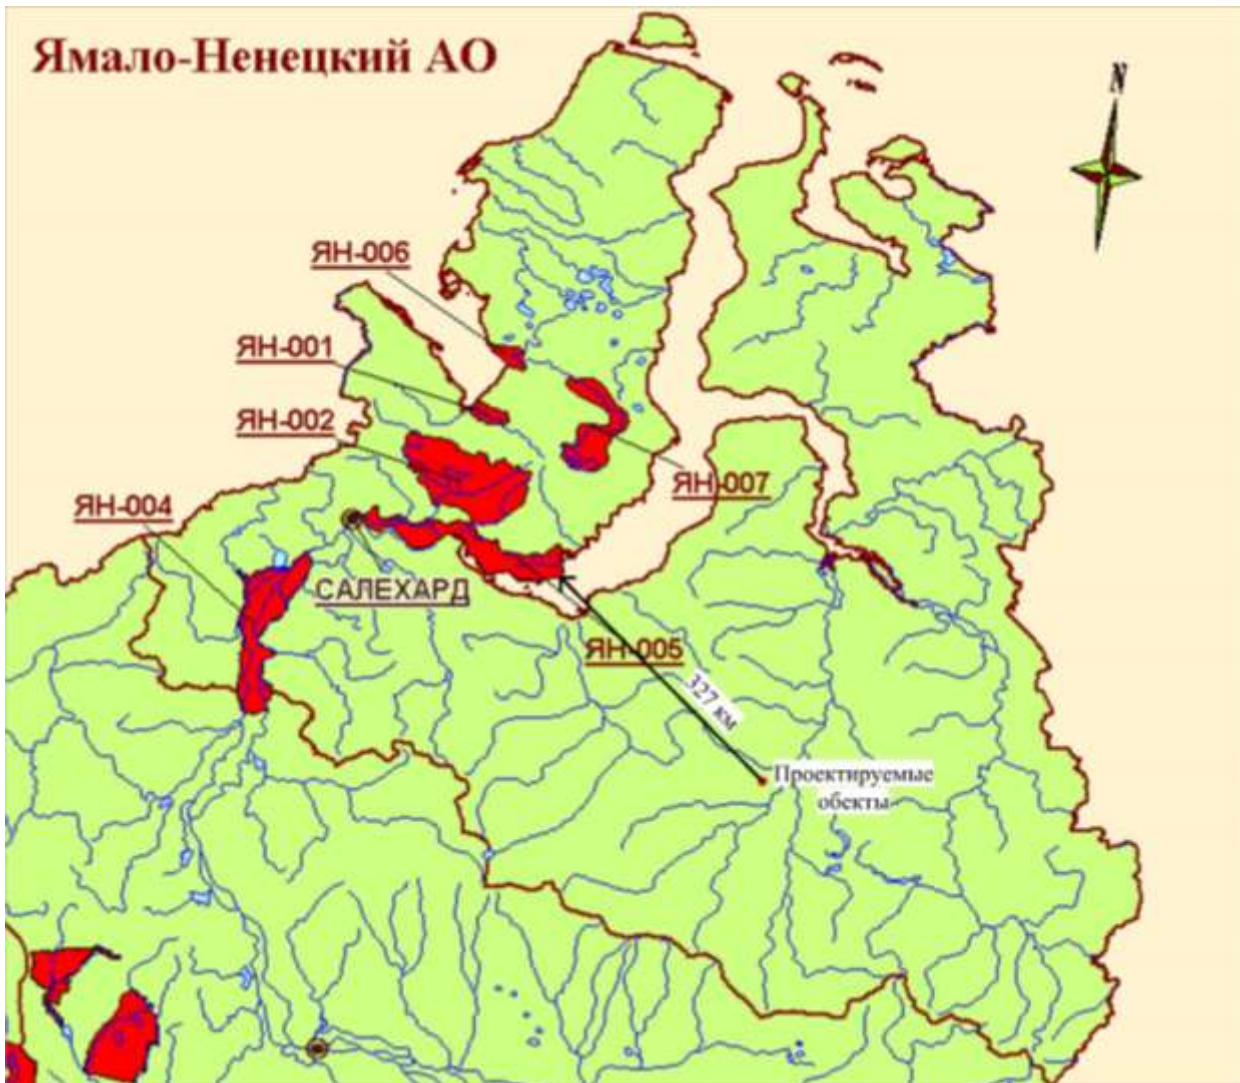 Ямало-Ненецкий АО
N
ЯН-006
ЯН-001
ЯН-002
ЯН-007
ЯН-004
САЛЕХАРД
ЯН-005
327 км
Проектируемые
обекты